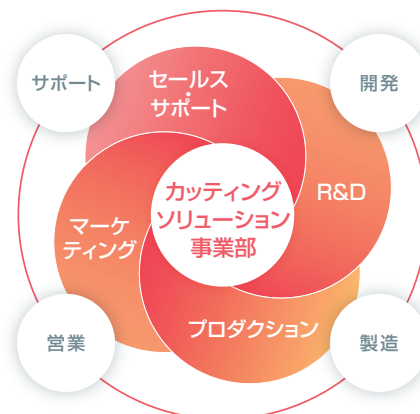 サポート
開発
セールス
・
サポート
R&D
カッティング
ソリューション
事業部
マーケ
ティング
プロダクション
営業
製造